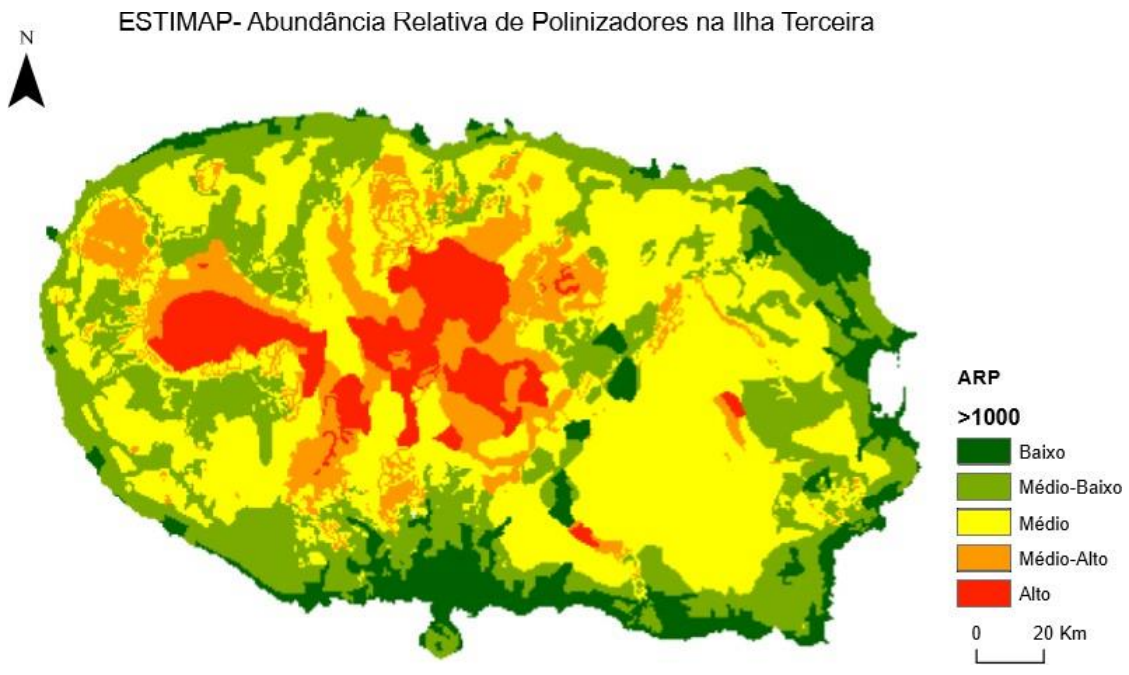 ESTIMAP- Abundância Relativa de Polinizadores na Ilha Terceira
N
ARP
>1000
Baixo
Médio-Baixo
Médio
Médio-Alto
Alto
0 20 Km